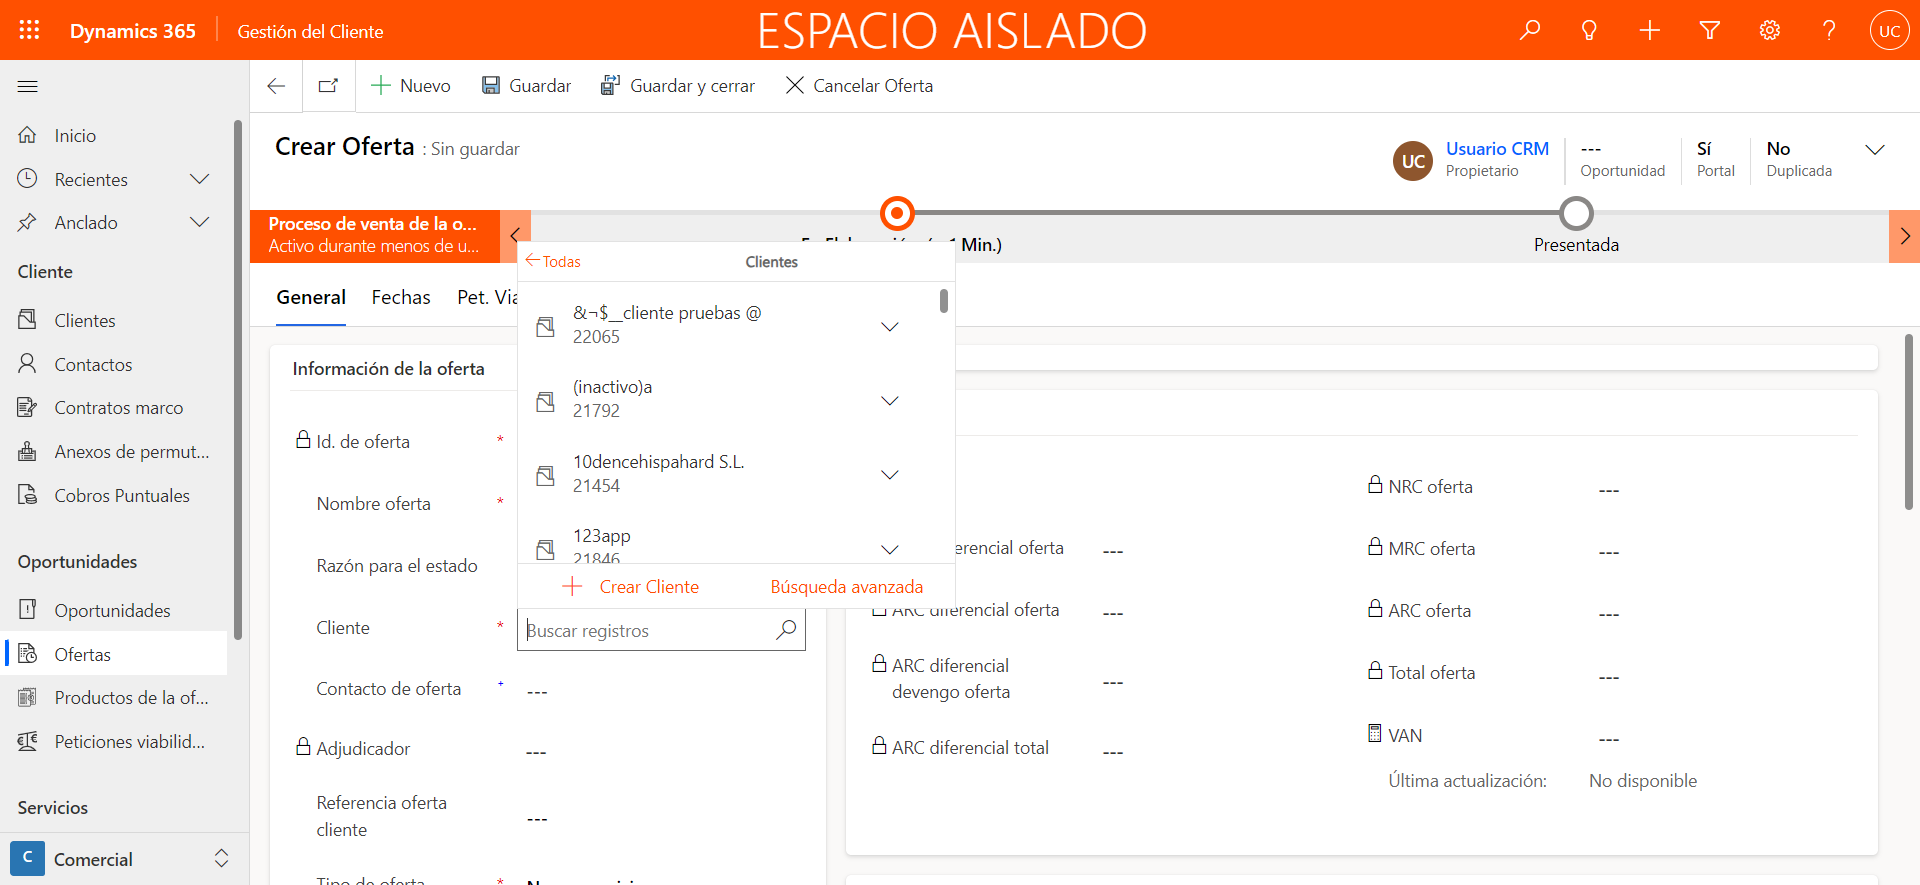 Dynamics 365
Gestión del Cliente
ESPACIO AISLADO
UC
Nuevo
Guardar
Guardar y cerrar
Cancelar Oferta
Inicio
Recientes
Anclado
Cliente
Clientes
Contactos
Contratos marco
Anexos de permut...
Cobros Puntuales
Oportunidades
Oportunidades
Ofertas
Productos de la of...
Peticiones viabilid...
Servicios
C
Comercial
Crear Oferta
: Sin guardar
UC
Usuario CRM
Propietario
---
Oportunidad
Sí
Portal
No
Duplicada
Proceso de venta de la o...
Activo durante menos de u...
1 Min.)
Presentada
General
Fechas
Pet. Via
Todas
Clientes
&¬$__cliente pruebas @
22065
(inactivo)a
21792
10dencehispahard S.L.
21454
123app
21846
Crear Cliente
Búsqueda avanzada
Buscar registros
Información de la oferta
Id. de oferta *
Nombre oferta *
Razón para el estado
Cliente *
Contacto de oferta + ---
Adjudicador ---
Referencia oferta
cliente ---
Tipo de oferta *
erencial oferta ---
ARC diferencial oferta ---
ARC diferencial
devengo oferta ---
ARC diferencial total ---
NRC oferta ---
MRC oferta ---
ARC oferta ---
Total oferta ---
VAN ---
Última actualización: No disponible